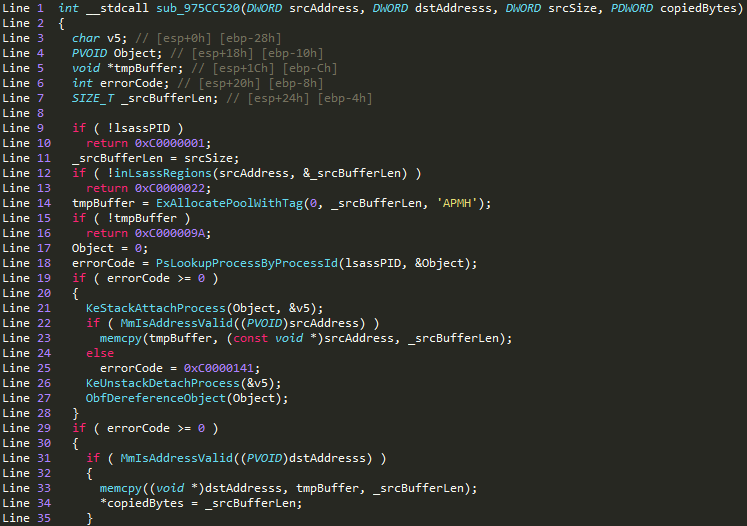 Line 1 int __stdcall sub_975CC520(DWORD srcAddress, DWORD dstAddresss, DWORD srcSize, PDWORD copiedBytes)
Line 2 {
Line 3 char v5; // [esp+0h] [ebp-28h]
Line 4 PVOID Object; // [esp+18h] [ebp-10h]
Line 5 void *tmpBuffer; // [esp+1Ch] [ebp-Ch]
Line 6 int errorCode; // [esp+20h] [ebp-8h]
Line 7 SIZE_T _srcBufferLen; // [esp+24h] [ebp-4h]
Line 8
Line 9 if ( !lsassPID )
Line 10 return 0xC0000001;
Line 11 _srcBufferLen = srcSize;
Line 12 if ( !inLsassRegions(srcAddress, &_srcBufferLen) )
Line 13 return 0xC0000022;
Line 14 tmpBuffer = ExAllocatePoolWithTag(0, _srcBufferLen, 'APMH');
Line 15 if ( !tmpBuffer )
Line 16 return 0xC000009A;
Line 17 Object = 0;
Line 18 errorCode = PsLookupProcessByProcessId(lsassPID, &Object);
Line 19 if ( errorCode >= 0 )
Line 20 {
Line 21 KeStackAttachProcess(Object, &v5);
Line 22 if ( MmIsAddressValid((PVOID)srcAddress) )
Line 23 memcpy(tmpBuffer, (const void *)srcAddress, _srcBufferLen);
Line 24 else
Line 25 errorCode = 0xC0000141;
Line 26 KeUnstackDetachProcess(&v5);
Line 27 ObfDereferenceObject(Object);
Line 28 }
Line 29 if ( errorCode >= 0 )
Line 30 {
Line 31 if ( MmIsAddressValid((PVOID)dstAddresss) )
Line 32 {
Line 33 memcpy((void *)dstAddresss, tmpBuffer, _srcBufferLen);
Line 34 *copiedBytes = _srcBufferLen;
Line 35 }